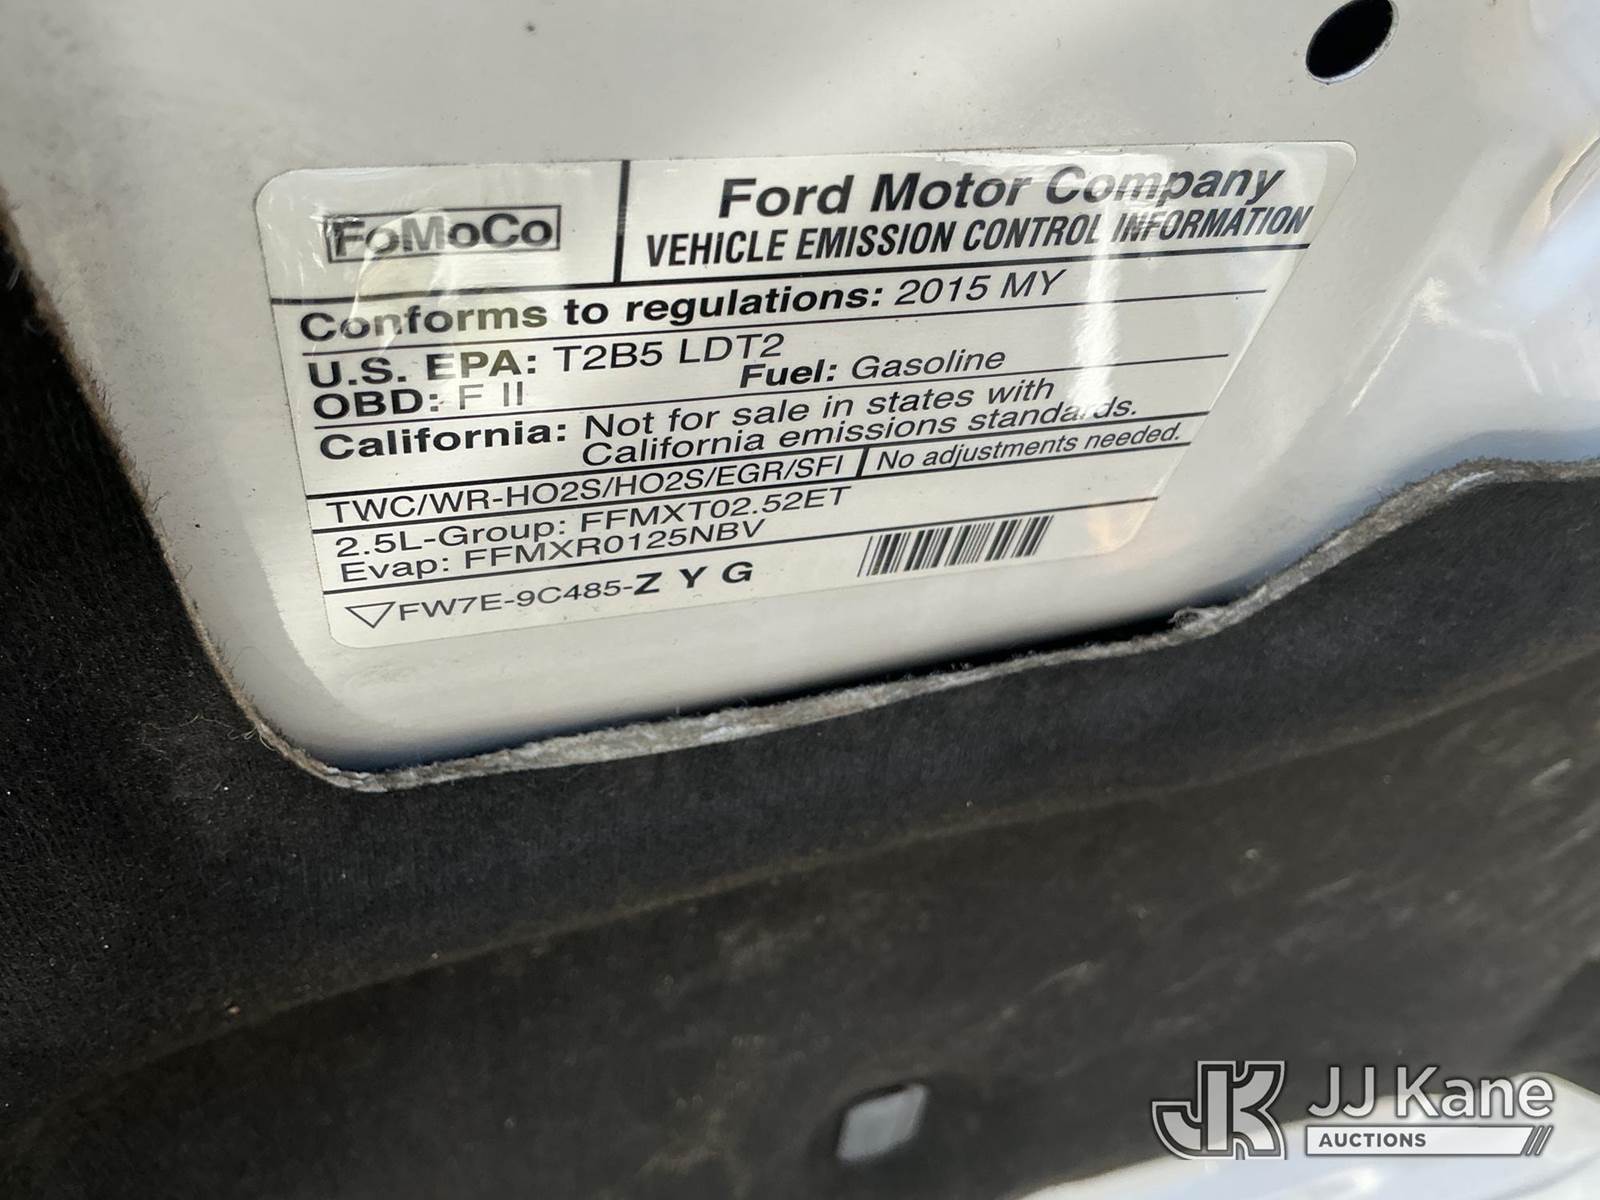 FoMoCo
Ford Motor Company
VEHICLE EMISSION CONTROL INFORMATION
Conforms to regulations: 2015 MY
U.S. EPA: T2B5 LDT2
OBD: F II Fuel: Gasoline
California: Not for sale in states with
California emissions standards.
TWC/WR-HO2S/HO2S/EGR/SFI No adjustments needed.
2.5L-Group: FFMXT02.52ET
Evap: FFMXR0125NBV
FW7E-9C485-Z Y G
JK JJ Kane
AUCTIONS